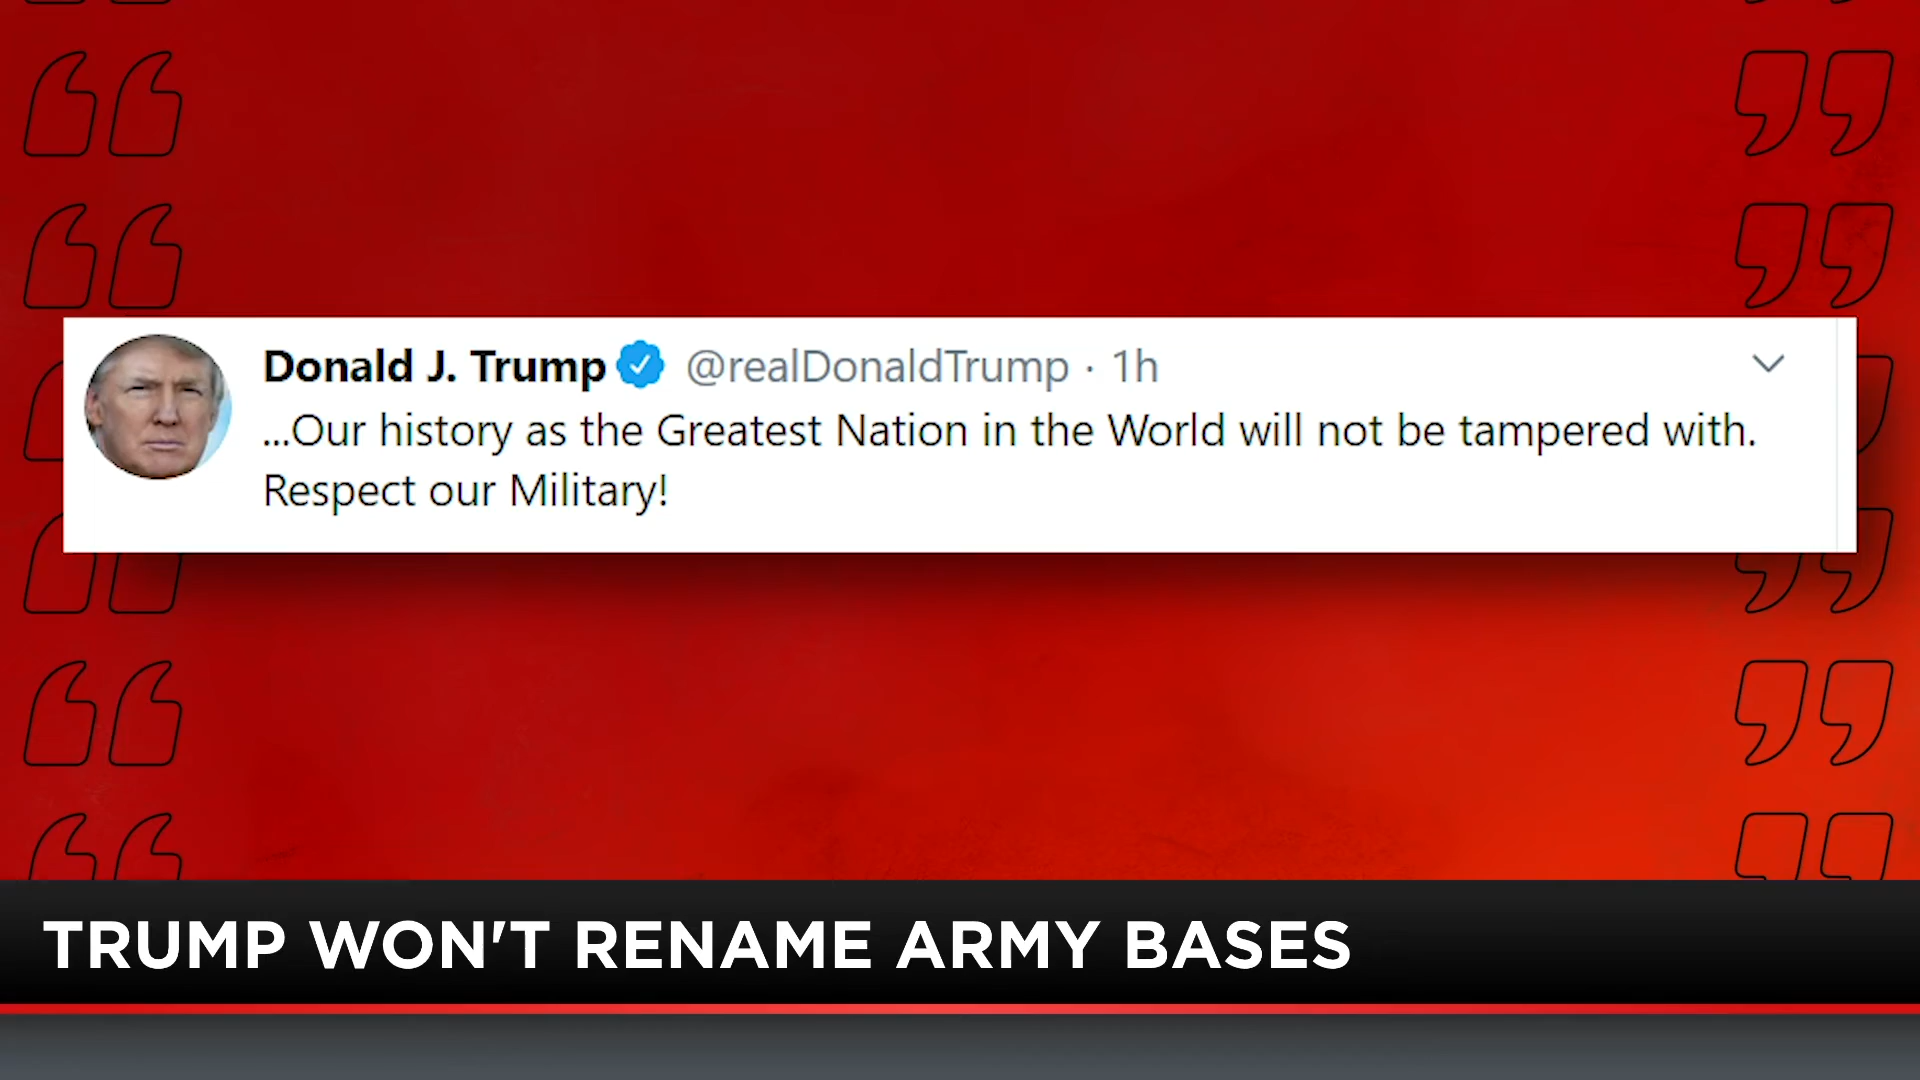 Donald J. Trump @realDonaldTrump · 1h
...Our history as the Greatest Nation in the World will not be tampered with.
Respect our Military!
TRUMP WON'T RENAME ARMY BASES